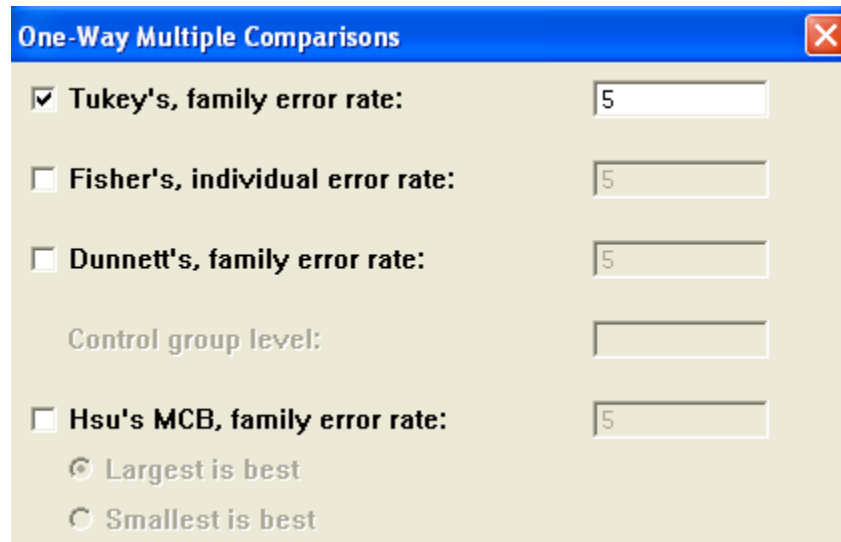 One-Way Multiple Comparisons
Tukey's, family error rate: 5
Fisher's, individual error rate: 5
Dunnett's, family error rate: 5
Control group level:
Hsu's MCB, family error rate: 5
Largest is best
Smallest is best